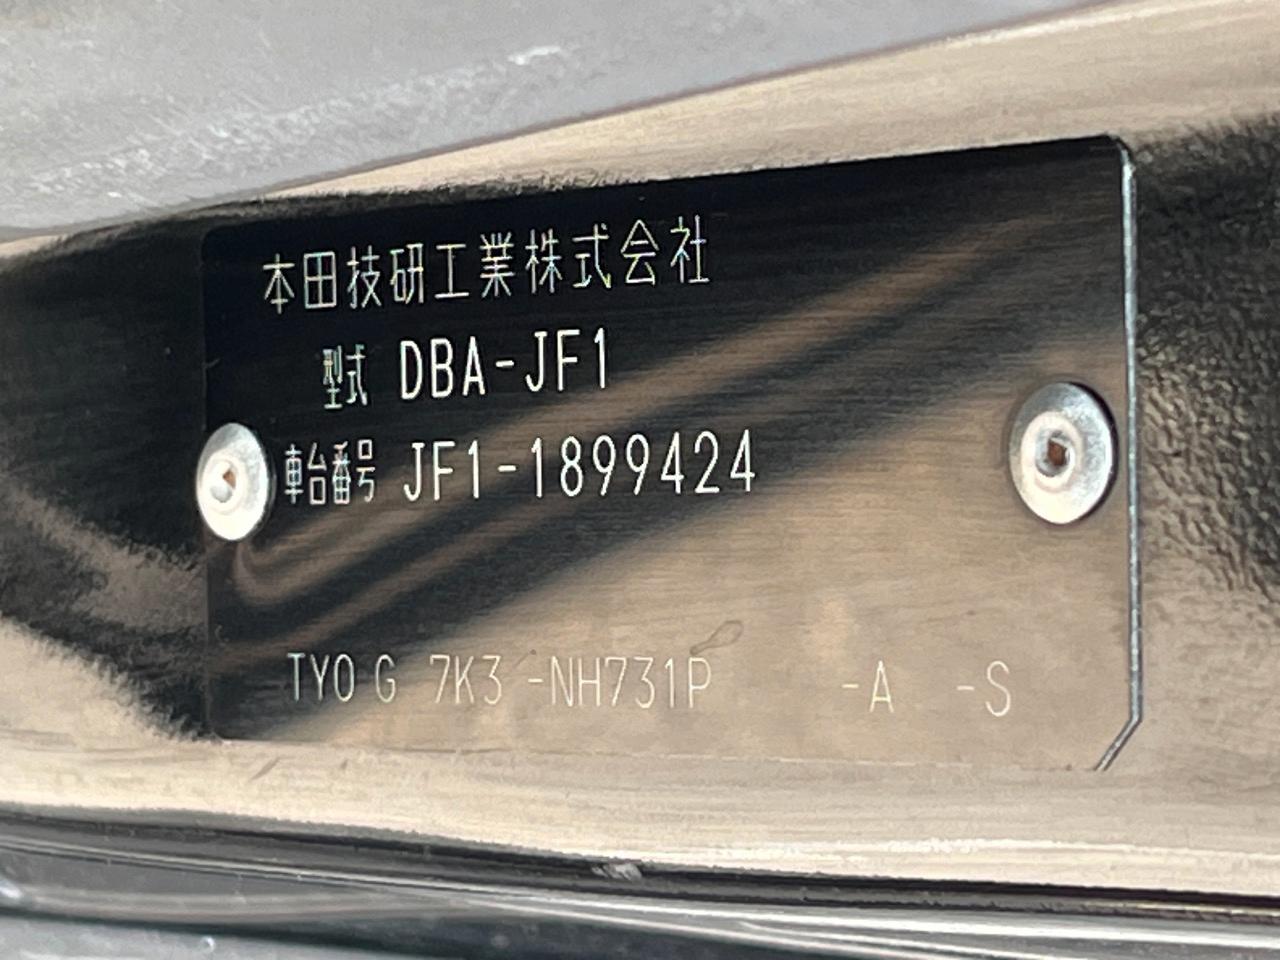 本田技研工業株式会社
型式 DBA-JF1
車台番号 JF1-1899424
TYO G 7K3 -NH731P -A -S